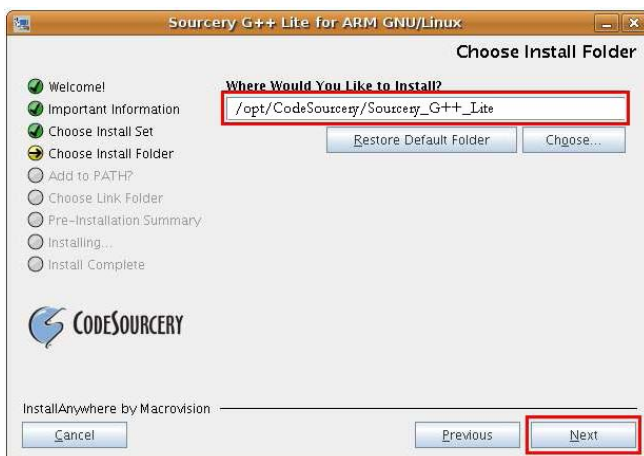 Sourcery G++ Lite for ARM GNU/Linux
Choose Install Folder
Welcome!
Important Information
Choose Install Set
Choose Install Folder
Add to PATH?
Choose Link Folder
Pre-Installation Summary
Installing...
Install Complete
Where Would You Like to Install?
/opt/CodeSourcery/Sourcery_G++_Lite
Restore Default Folder
Choose...
CODESOURCERY
InstallAnywhere by Macrovision
Cancel
Previous
Next